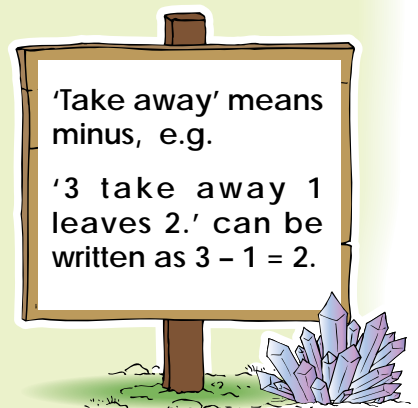 ‘Take away’ means
minus, e.g.
‘3 take away 1
leaves 2.’ can be
written as 3 – 1 = 2.